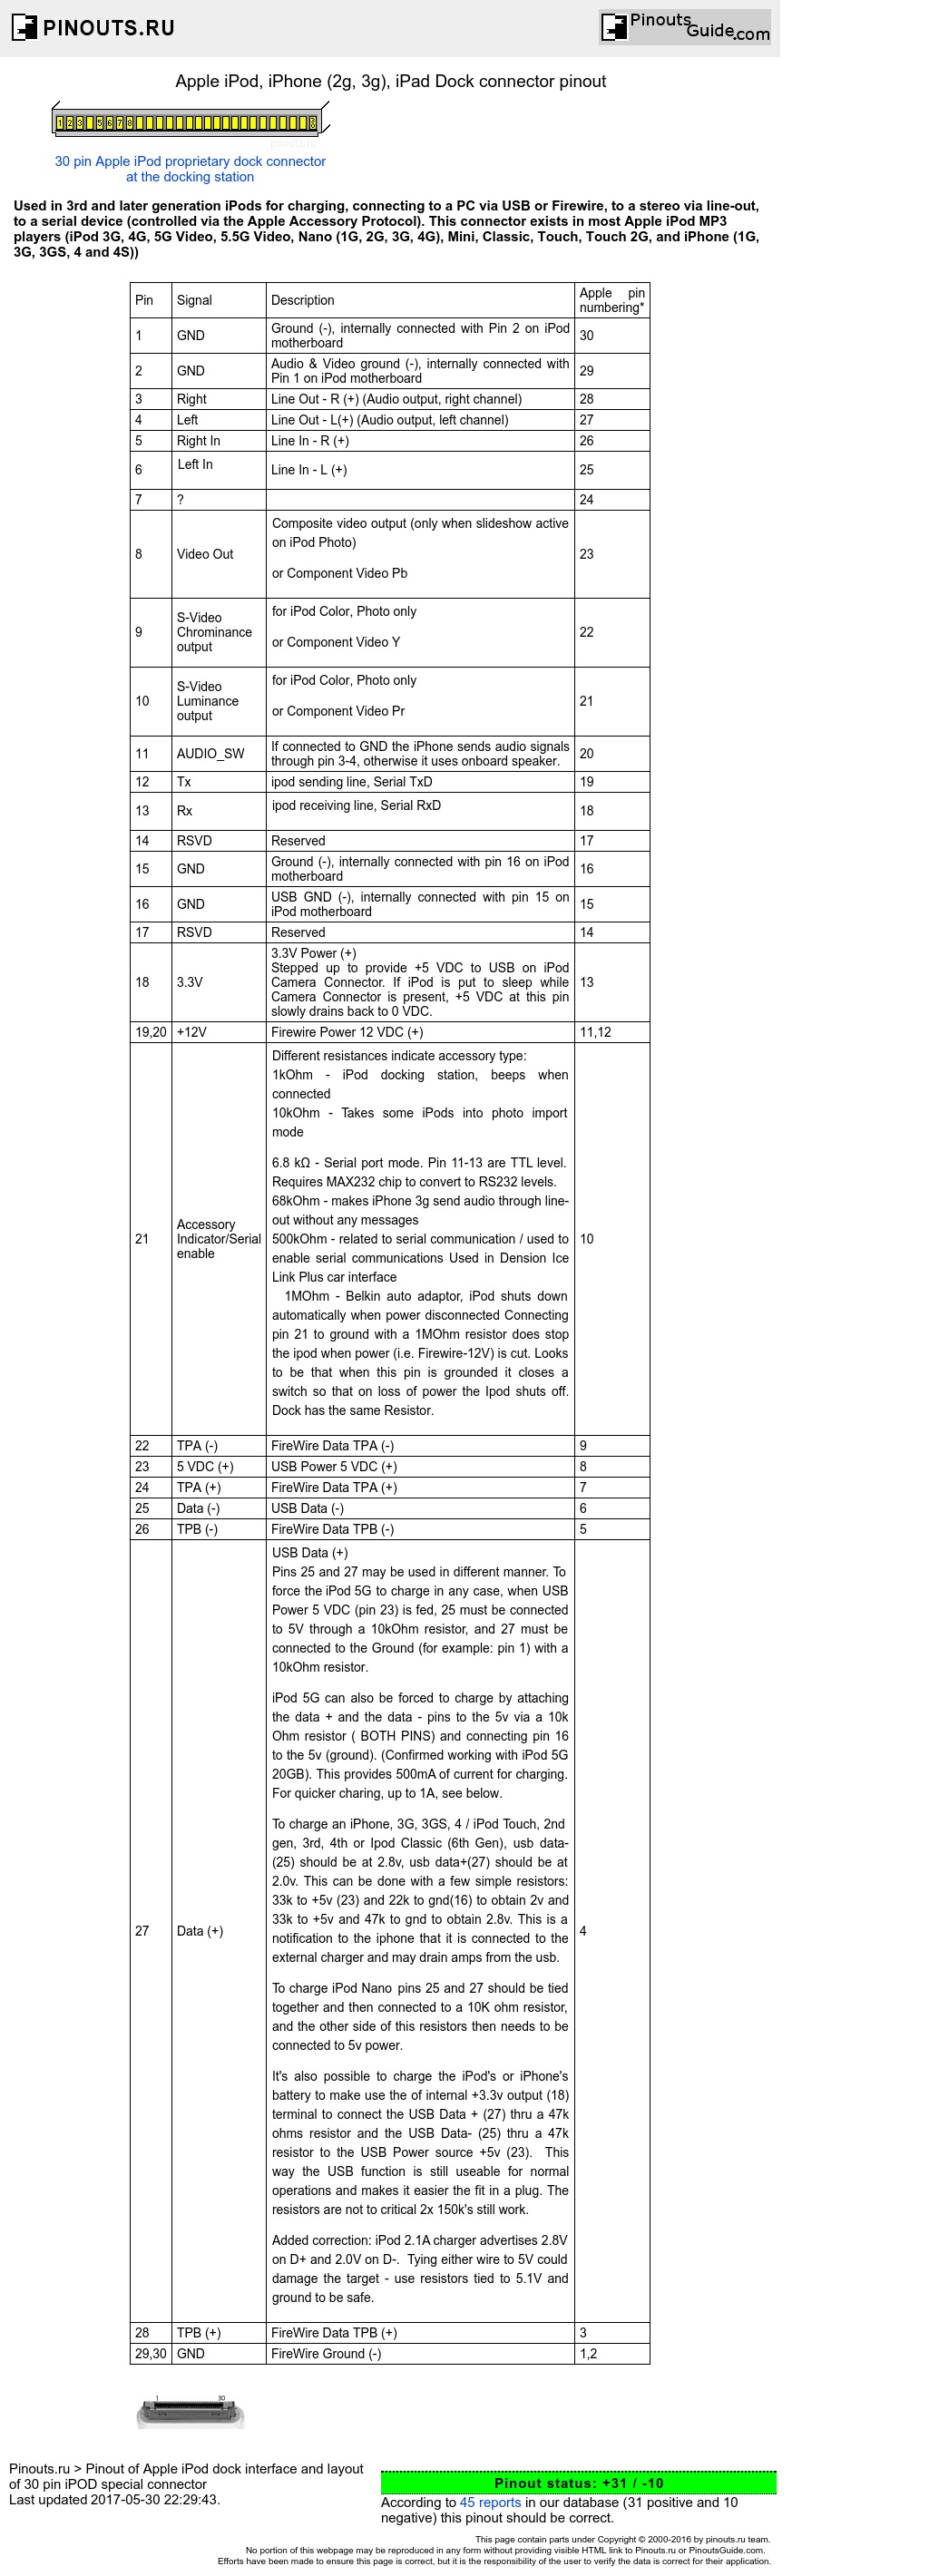 PINOUTS.RU
Pinouts
Guide.com
Apple iPod, iPhone (2g, 3g), iPad Dock connector pinout
1 2 3 5 6 7 8 30
pinouts.ru
30 pin Apple iPod proprietary dock connector
at the docking station
Used in 3rd and later generation iPods for charging, connecting to a PC via USB or Firewire, to a stereo via line-out,
to a serial device (controlled via the Apple Accessory Protocol). This connector exists in most Apple iPod MP3
players (iPod 3G, 4G, 5G Video, 5.5G Video, Nano (1G, 2G, 3G, 4G), Mini, Classic, Touch, Touch 2G, and iPhone (1G,
3G, 3GS, 4 and 4S))
Pin Signal Description Apple pin
numbering*
1 GND Ground (-), internally connected with Pin 2 on iPod
motherboard 30
2 GND Audio & Video ground (-), internally connected with
Pin 1 on iPod motherboard 29
3 Right Line Out - R (+) (Audio output, right channel) 28
4 Left Line Out - L(+) (Audio output, left channel) 27
5 Right In Line In - R (+) 26
6 Left In Line In - L (+) 25
7 ? 24
8 Video Out Composite video output (only when slideshow active
on iPod Photo)
or Component Video Pb 23
9 S-Video
Chrominance
output for iPod Color, Photo only
or Component Video Y 22
10 S-Video
Luminance
output for iPod Color, Photo only
or Component Video Pr 21
11 AUDIO_SW If connected to GND the iPhone sends audio signals
through pin 3-4, otherwise it uses onboard speaker. 20
12 Tx ipod sending line, Serial TxD 19
13 Rx ipod receiving line, Serial RxD 18
14 RSVD Reserved 17
15 GND Ground (-), internally connected with pin 16 on iPod
motherboard 16
16 GND USB GND (-), internally connected with pin 15 on
iPod motherboard 15
17 RSVD Reserved 14
18 3.3V 3.3V Power (+)
Stepped up to provide +5 VDC to USB on iPod
Camera Connector. If iPod is put to sleep while
Camera Connector is present, +5 VDC at this pin
slowly drains back to 0 VDC. 13
19,20 +12V Firewire Power 12 VDC (+) 11,12
21 Accessory
Indicator/Serial
enable Different resistances indicate accessory type:
1kOhm - iPod docking station, beeps when
connected
10kOhm - Takes some iPods into photo import
mode
6.8 kΩ - Serial port mode. Pin 11-13 are TTL level.
Requires MAX232 chip to convert to RS232 levels.
68kOhm - makes iPhone 3g send audio through line-
out without any messages
500kOhm - related to serial communication / used to
enable serial communications Used in Dension Ice
Link Plus car interface
1MOhm - Belkin auto adaptor, iPod shuts down
automatically when power disconnected Connecting
pin 21 to ground with a 1MOhm resistor does stop
the ipod when power (i.e. Firewire-12V) is cut. Looks
to be that when this pin is grounded it closes a
switch so that on loss of power the Ipod shuts off.
Dock has the same Resistor. 10
22 TPA (-) FireWire Data TPA (-) 9
23 5 VDC (+) USB Power 5 VDC (+) 8
24 TPA (+) FireWire Data TPA (+) 7
25 Data (-) USB Data (-) 6
26 TPB (-) FireWire Data TPB (-) 5
27 Data (+) USB Data (+)
Pins 25 and 27 may be used in different manner. To
force the iPod 5G to charge in any case, when USB
Power 5 VDC (pin 23) is fed, 25 must be connected
to 5V through a 10kOhm resistor, and 27 must be
connected to the Ground (for example: pin 1) with a
10kOhm resistor.
iPod 5G can also be forced to charge by attaching
the data + and the data - pins to the 5v via a 10k
Ohm resistor ( BOTH PINS) and connecting pin 16
to the 5v (ground). (Confirmed working with iPod 5G
20GB). This provides 500mA of current for charging.
For quicker charing, up to 1A, see below.
To charge an iPhone, 3G, 3GS, 4 / iPod Touch, 2nd
gen, 3rd, 4th or Ipod Classic (6th Gen), usb data-
(25) should be at 2.8v, usb data+(27) should be at
2.0v. This can be done with a few simple resistors:
33k to +5v (23) and 22k to gnd(16) to obtain 2v and
33k to +5v and 47k to gnd to obtain 2.8v. This is a
notification to the iphone that it is connected to the
external charger and may drain amps from the usb.
To charge iPod Nano pins 25 and 27 should be tied
together and then connected to a 10K ohm resistor,
and the other side of this resistors then needs to be
connected to 5v power.
It's also possible to charge the iPod's or iPhone's
battery to make use the of internal +3.3v output (18)
terminal to connect the USB Data + (27) thru a 47k
ohms resistor and the USB Data- (25) thru a 47k
resistor to the USB Power source +5v (23). This
way the USB function is still useable for normal
operations and makes it easier the fit in a plug. The
resistors are not to critical 2x 150k's still work.
Added correction: iPod 2.1A charger advertises 2.8V
on D+ and 2.0V on D-. Tying either wire to 5V could
damage the target - use resistors tied to 5.1V and
ground to be safe. 4
28 TPB (+) FireWire Data TPB (+) 3
29,30 GND FireWire Ground (-) 1,2
1 30
Pinouts.ru > Pinout of Apple iPod dock interface and layout
of 30 pin iPOD special connector
Last updated 2017-05-30 22:29:43.
Pinout status: +31 / -10
According to 45 reports in our database (31 positive and 10
negative) this pinout should be correct.
This page contain parts under Copyright © 2000-2016 by pinouts.ru team.
No portion of this webpage may be reproduced in any form without providing visible HTML link to Pinouts.ru or PinoutsGuide.com.
Efforts have been made to ensure this page is correct, but it is the responsibility of the user to verify the data is correct for their application.